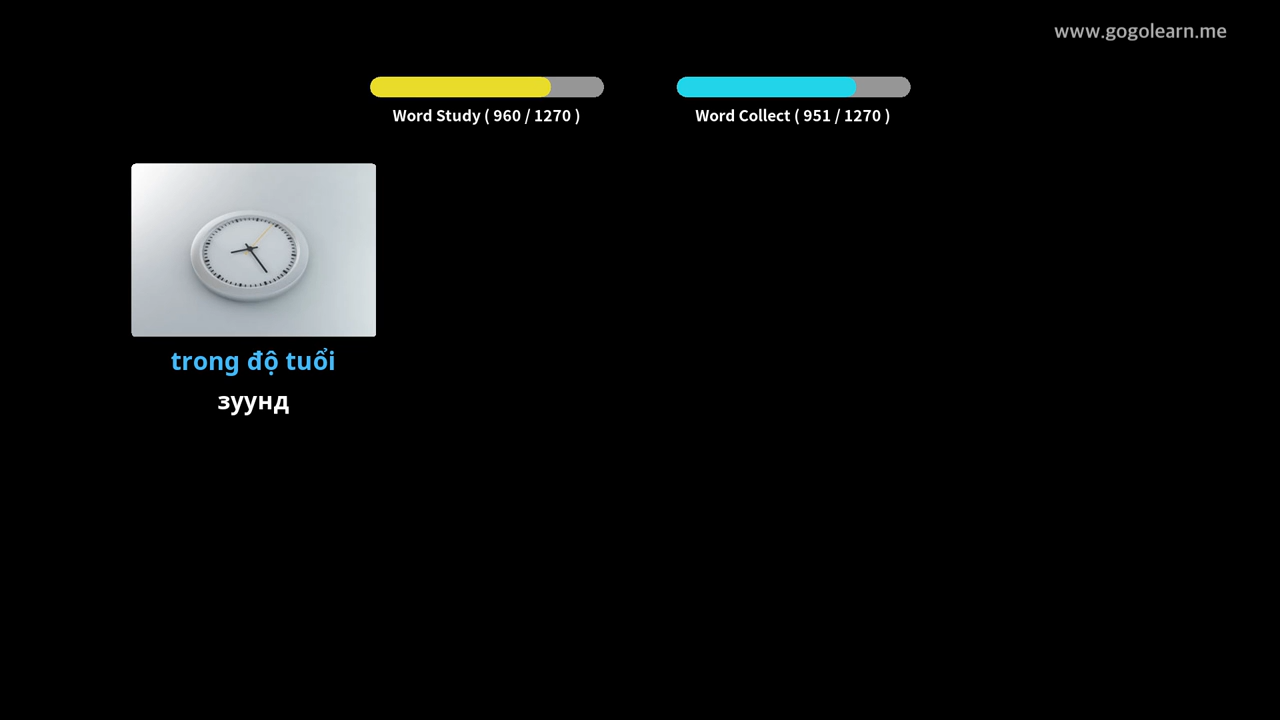 www.gogolearn.me
Word Study ( 960 / 1270 )
Word Collect ( 951 / 1270 )
trong độ tuổi
зуунд